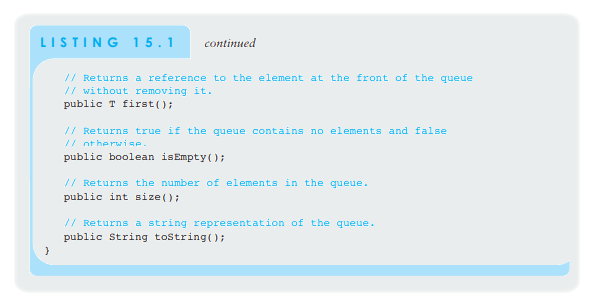 LISTING 15.1 continued
// Returns a reference to the element at the front of the queue
// without removing it.
public T first();
// Returns true if the queue contains no elements and false
// otherwise.
public boolean isEmpty();
// Returns the number of elements in the queue.
public int size();
// Returns a string representation of the queue.
public String toString();
}